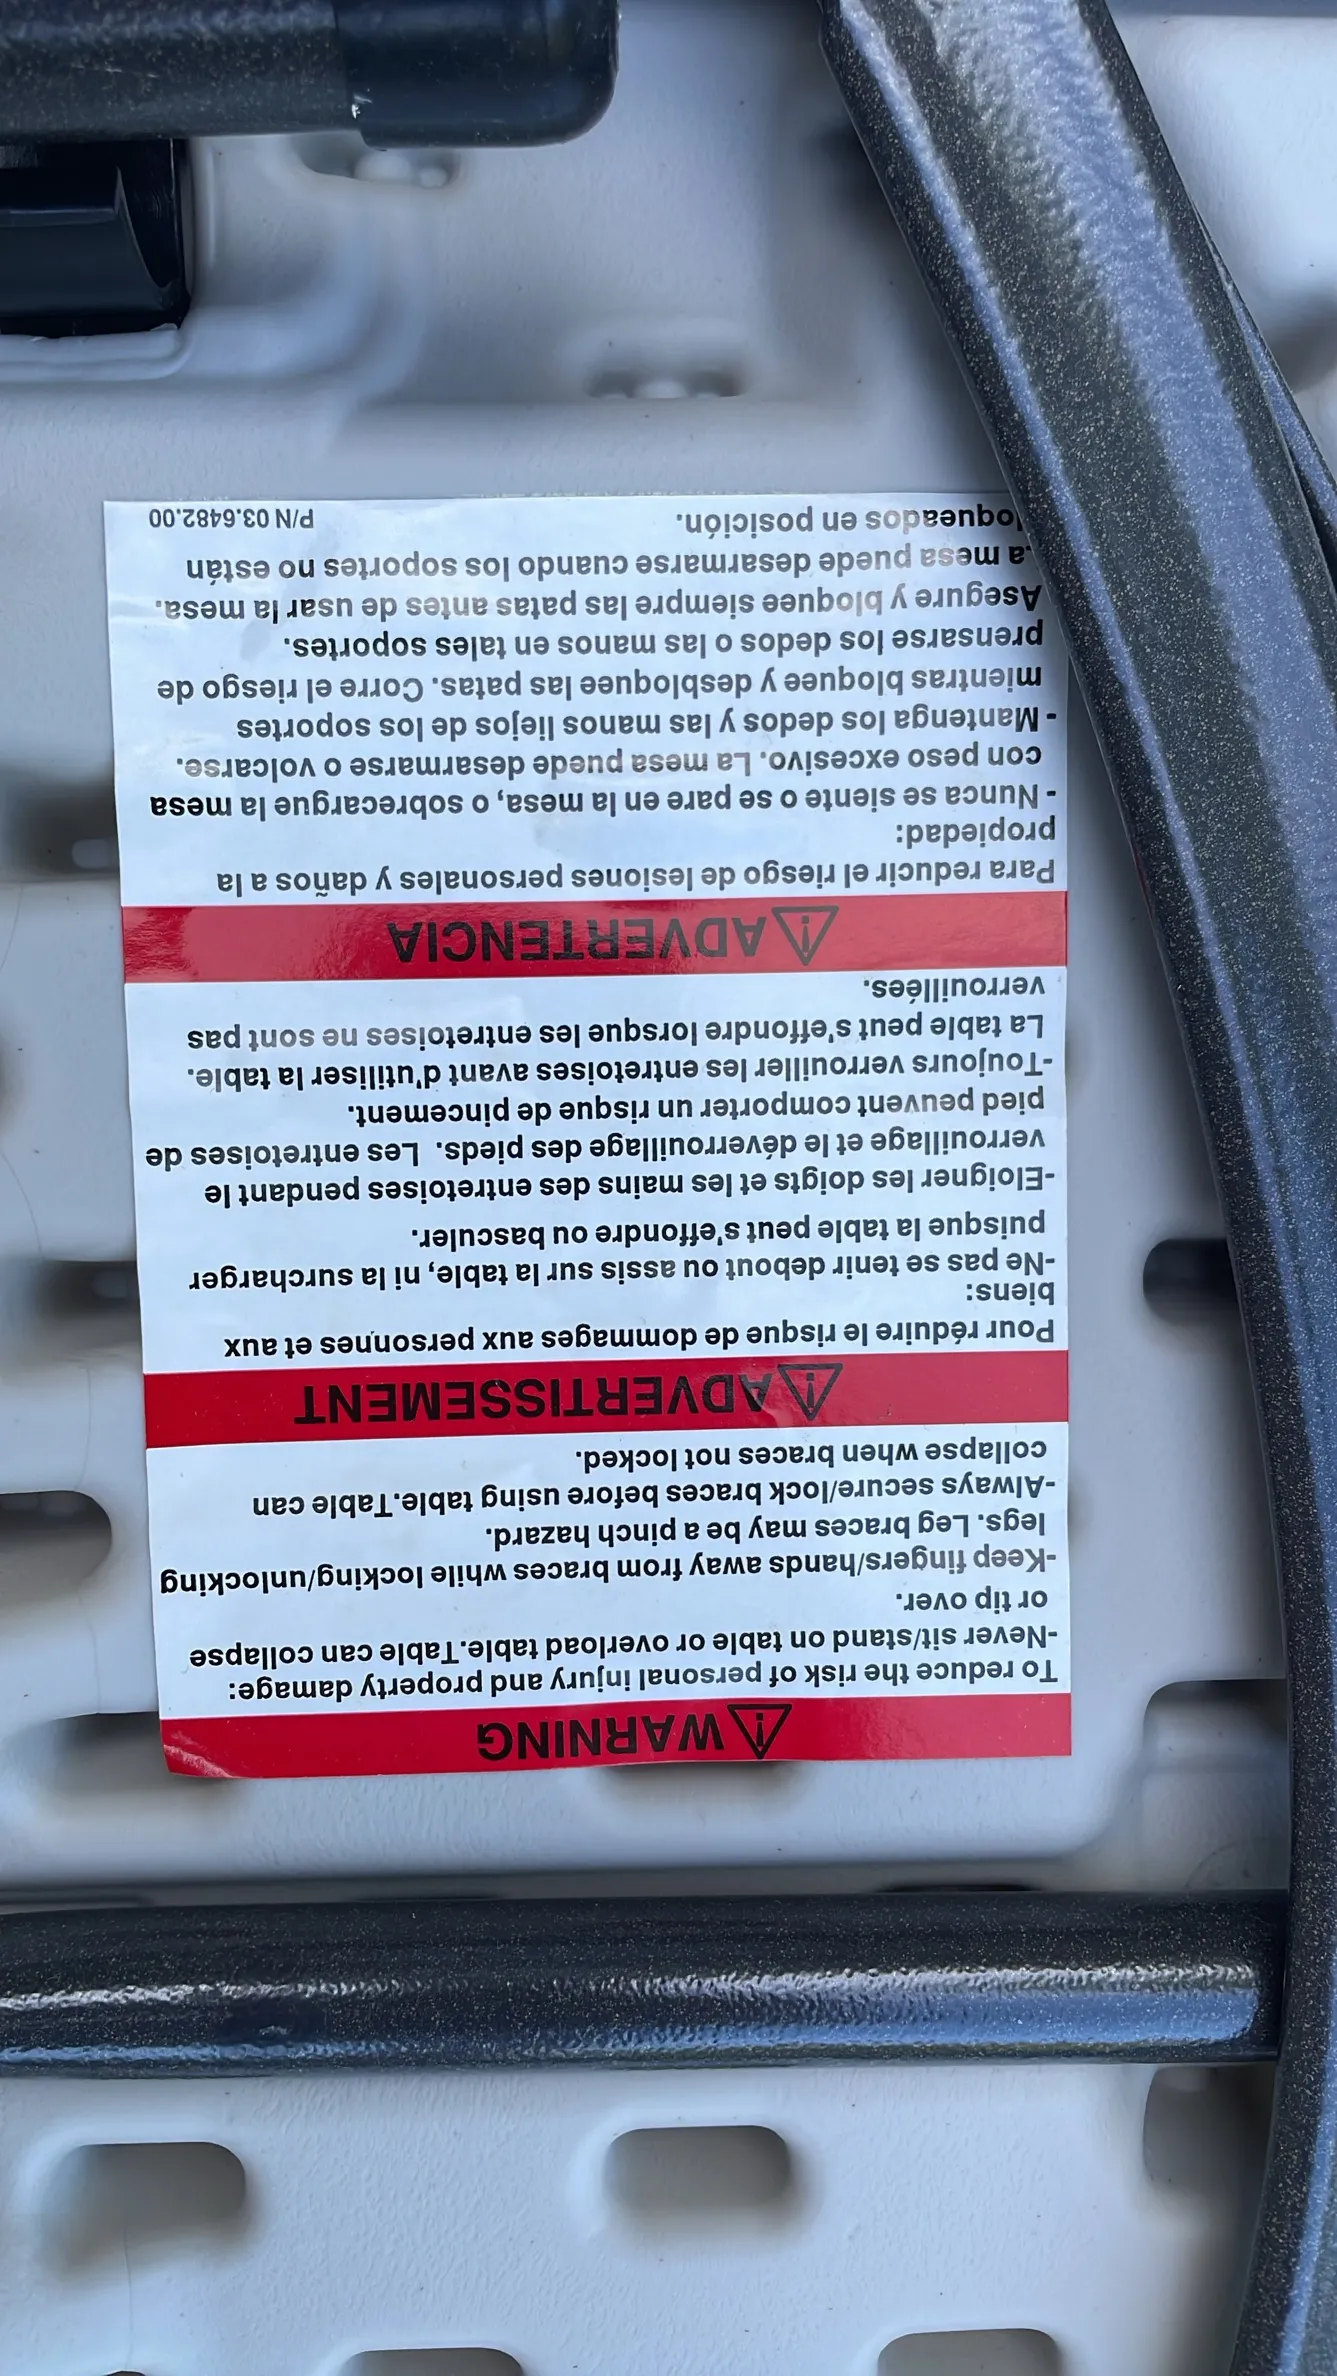 WARNING
To reduce the risk of personal injury and property damage:
-Never sit/stand on table or overload table.Table can collapse
or tip over.
-Keep fingers/hands away from braces while locking/unlocking
legs. Leg braces may be a pinch hazard.
-Always secure/lock braces before using table.Table can
collapse when braces not locked.
ADVERTISSEMENT
Pour réduire le risque de dommages aux personnes et aux
biens:
-Ne pas se tenir debout ou assis sur la table, ni la surcharger
puisque la table peut s'effondre ou basculer.
-Eloigner les doigts et les mains des entretoises pendant le
verrouillage et le déverrouillage des pieds. Les entretoises de
pied peuvent comporter un risque de pincement.
-Toujours verrouiller les entretoises avant d'utiliser la table.
La table peut s'effondre lorsque les entretoises ne sont pas
verrouillées.
ADVERTENCIA
Para reducir el riesgo de lesiones personales y daños a la
propiedad:
- Nunca se siente o se pare en la mesa, o sobrecargue la mesa
con peso excesivo. La mesa puede desarmarse o volcarse.
- Mantenga los dedos y las manos llejos de los soportes
mientras bloquee y desbloquee las patas. Corre el riesgo de
prensarse los dedos o las manos en tales soportes.
Asegure y bloquee siempre las patas antes de usar la mesa.
a mesa puede desarmarse cuando los soportes no están
loqueados en posición.
P/N 03.6482.00